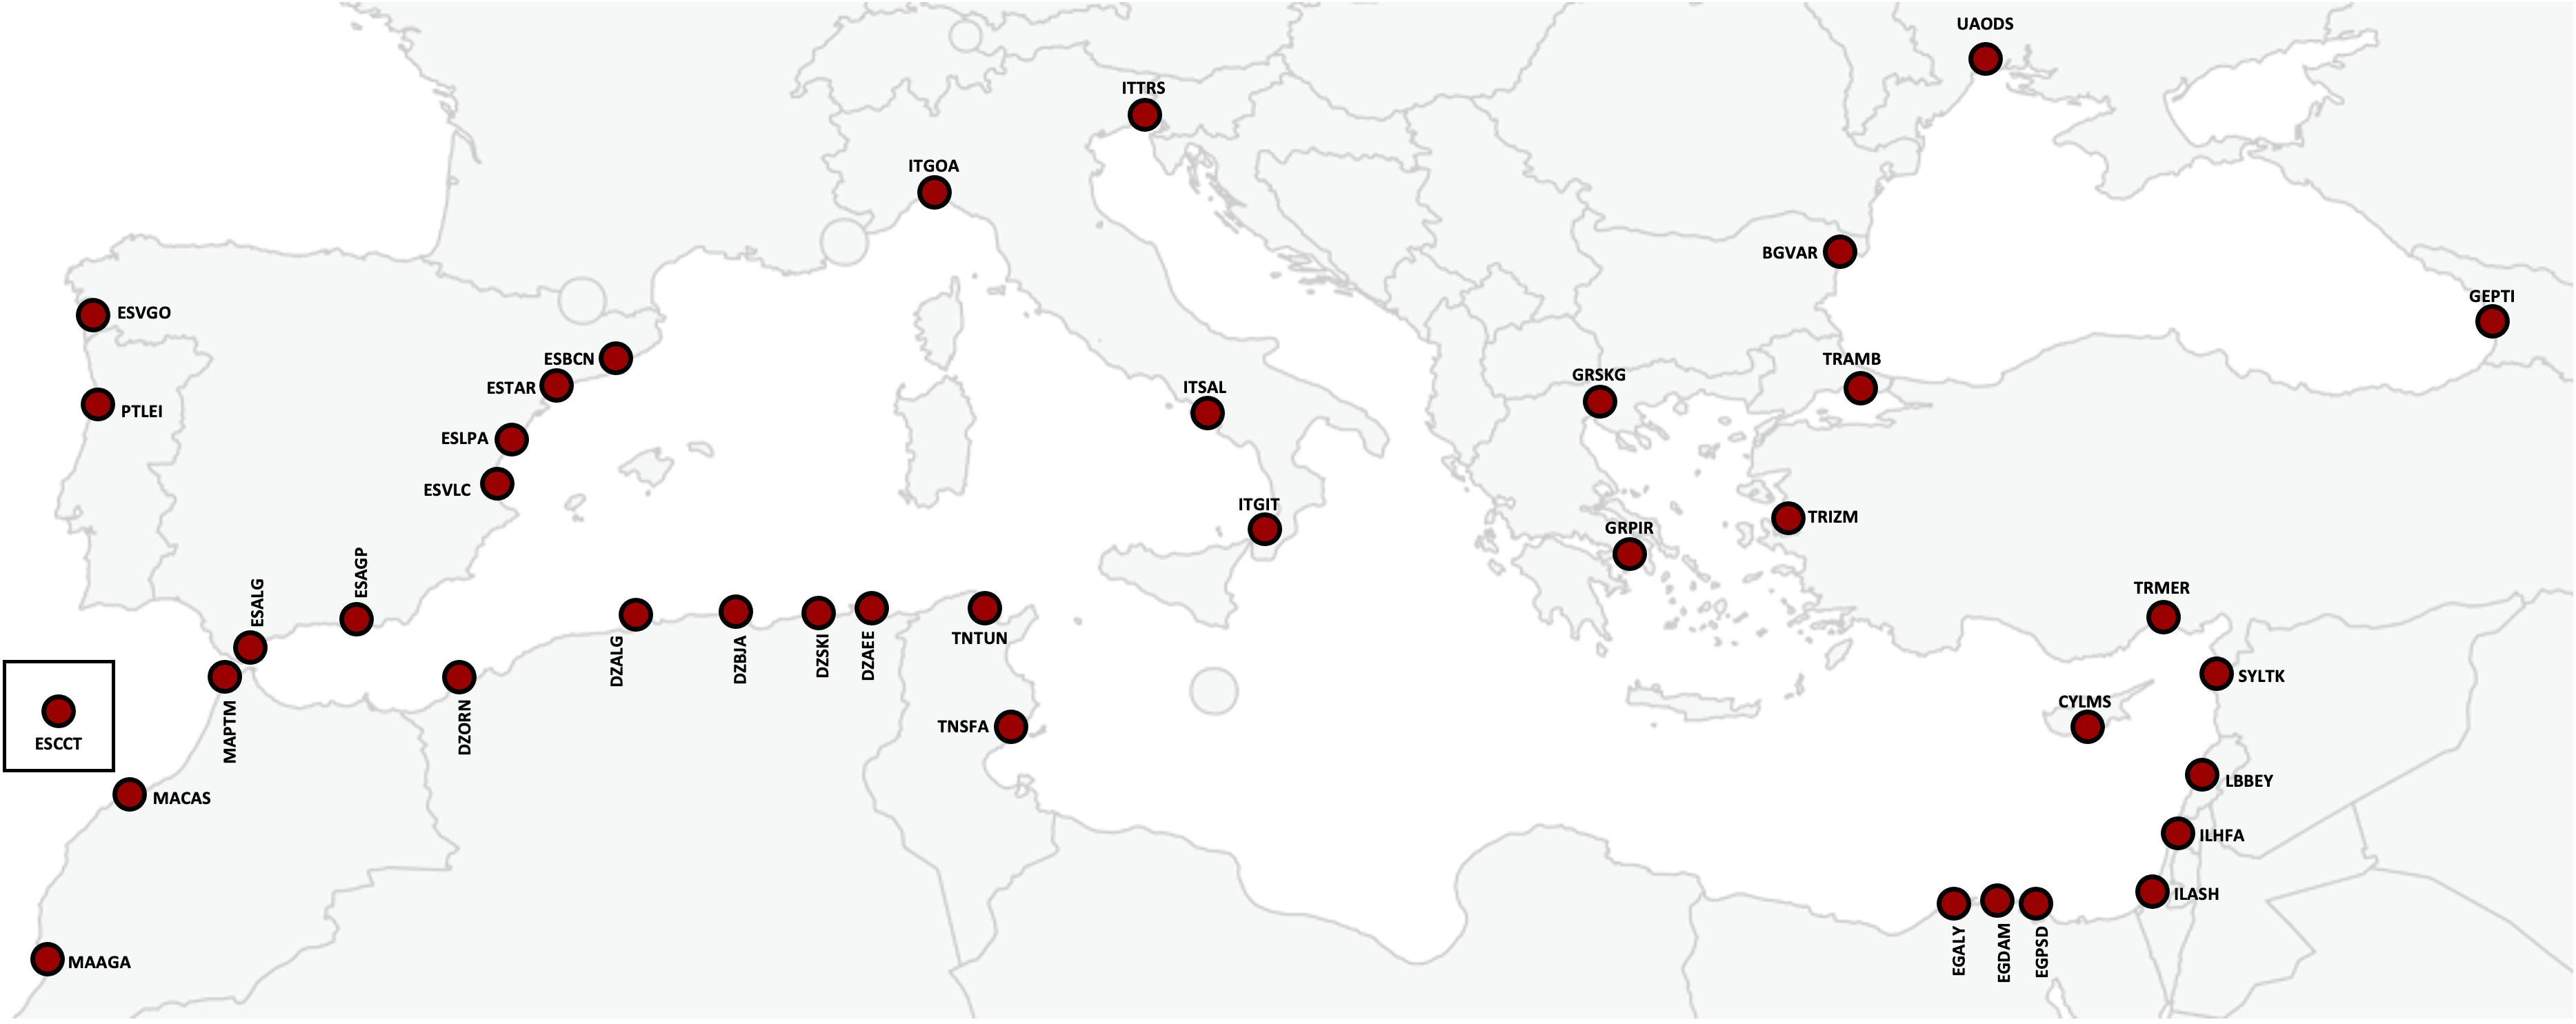 UAODS
ITTRS
ITGOA
BGVAR
GEPTI
ESVGO
ESBCN
TRAMB
GRSKG
ESTAR
ITSAL
PTLEI
ESLPA
ESVLC
ITGIT
TRIZM
GRPIR
ESAGP
ESALG
TRMER
TNTUN
DZALG
DZBJA
DZSKI
DZAEE
SYLTK
CYLMS
MAPTM
DZORN
TNSFA
ESCCT
LBBEY
MACAS
ILHFA
ILASH
EGALY
EGDAM
EGPSD
MAAGA